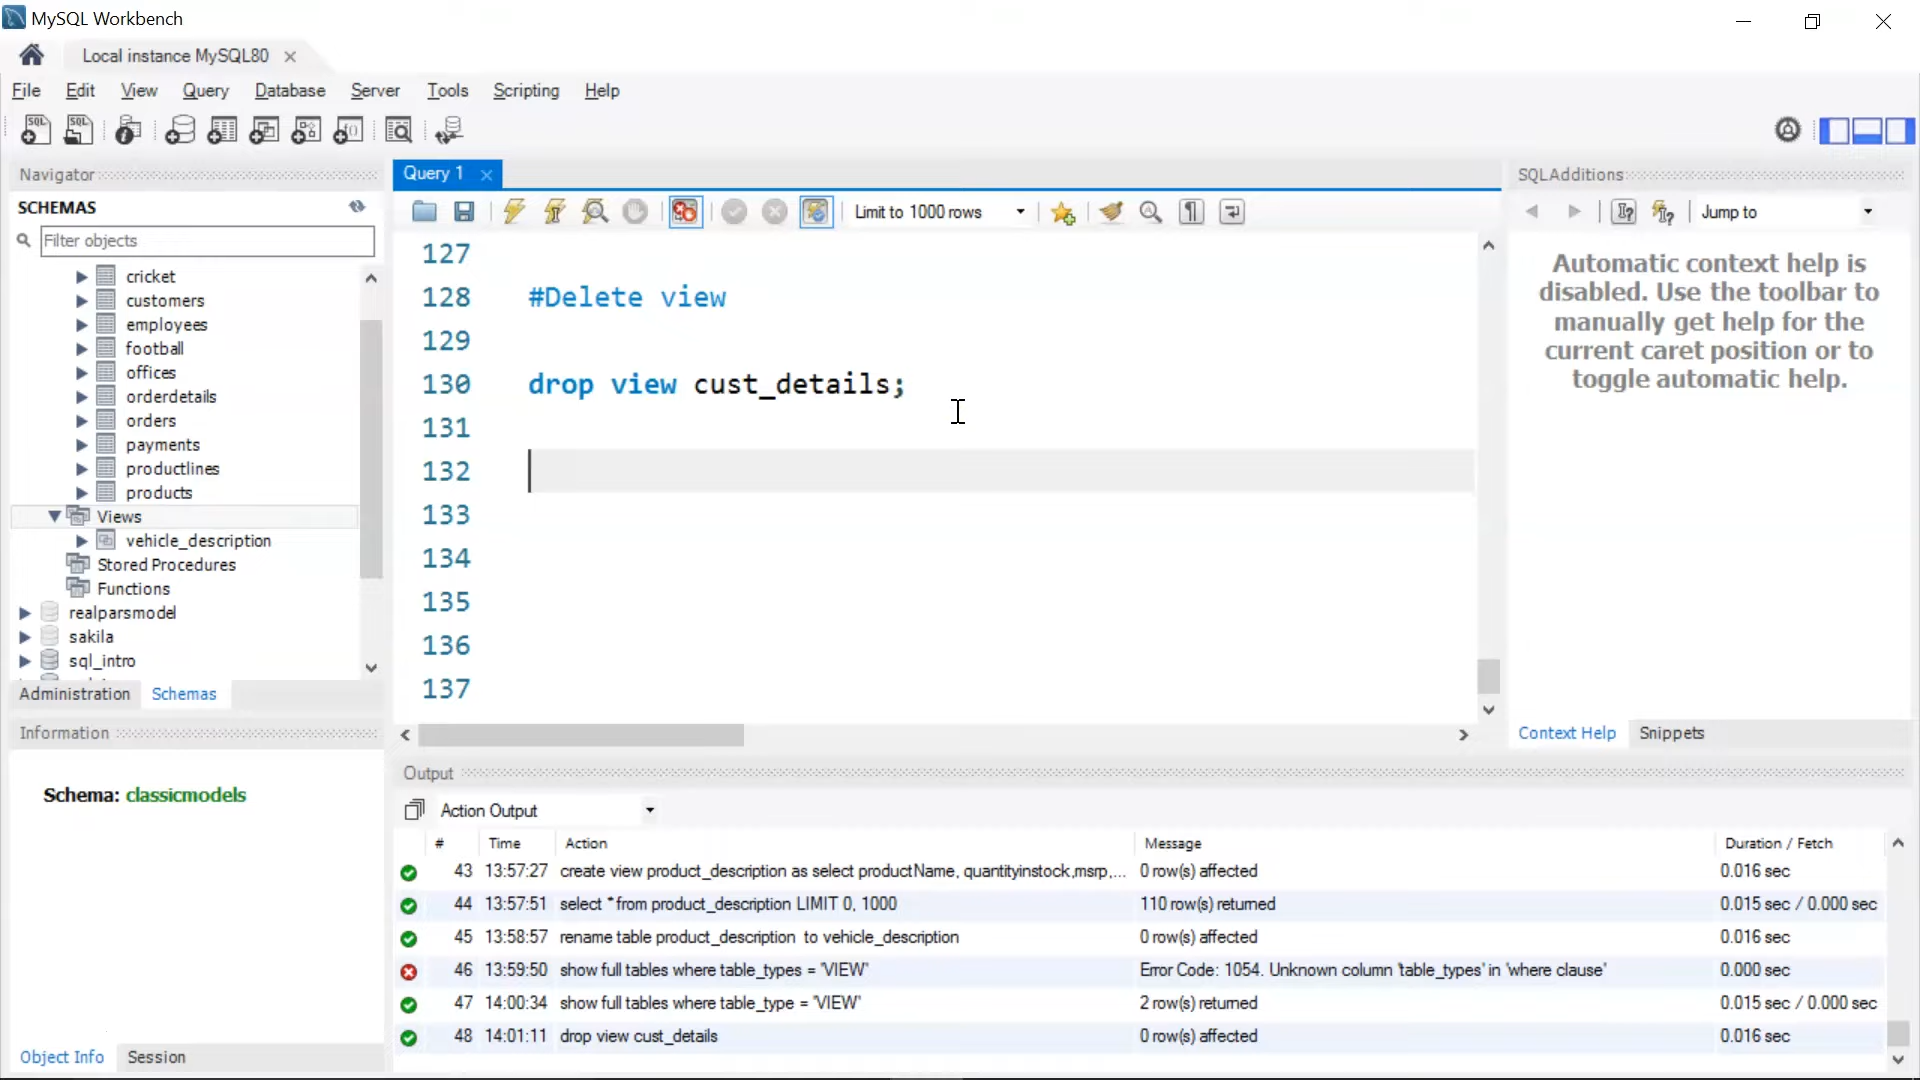 MySQL Workbench
Local instance MySQL80
File Edit View Query Database Server Tools Scripting Help
Navigator
SCHEMAS
Filter objects
cricket
customers
employees
football
offices
orderdetails
orders
payments
productlines
products
Views
vehicle_description
Stored Procedures
Functions
realparsmodel
sakila
sql_intro
Administration Schemas
Information
Schema: classicmodels
Object Info Session
Query 1
Limit to 1000 rows
127
128 #Delete view
129
130 drop view cust_details;
131
132
133
134
135
136
137
SQLAdditions
Jump to
Automatic context help is
disabled. Use the toolbar to
manually get help for the
current caret position or to
toggle automatic help.
Context Help Snippets
Output
Action Output
# Time Action Message Duration / Fetch
43 13:57:27 create view product_description as select productName, quantityinstock,msrp,... 0 row(s) affected 0.016 sec
44 13:57:51 select * from product_description LIMIT 0, 1000 110 row(s) returned 0.015 sec / 0.000 sec
45 13:58:57 rename table product_description to vehicle_description 0 row(s) affected 0.016 sec
46 13:59:50 show full tables where table_types = 'VIEW' Error Code: 1054. Unknown column 'table_types' in 'where clause' 0.000 sec
47 14:00:34 show full tables where table_type = 'VIEW' 2 row(s) returned 0.015 sec / 0.000 sec
48 14:01:11 drop view cust_details 0 row(s) affected 0.016 sec